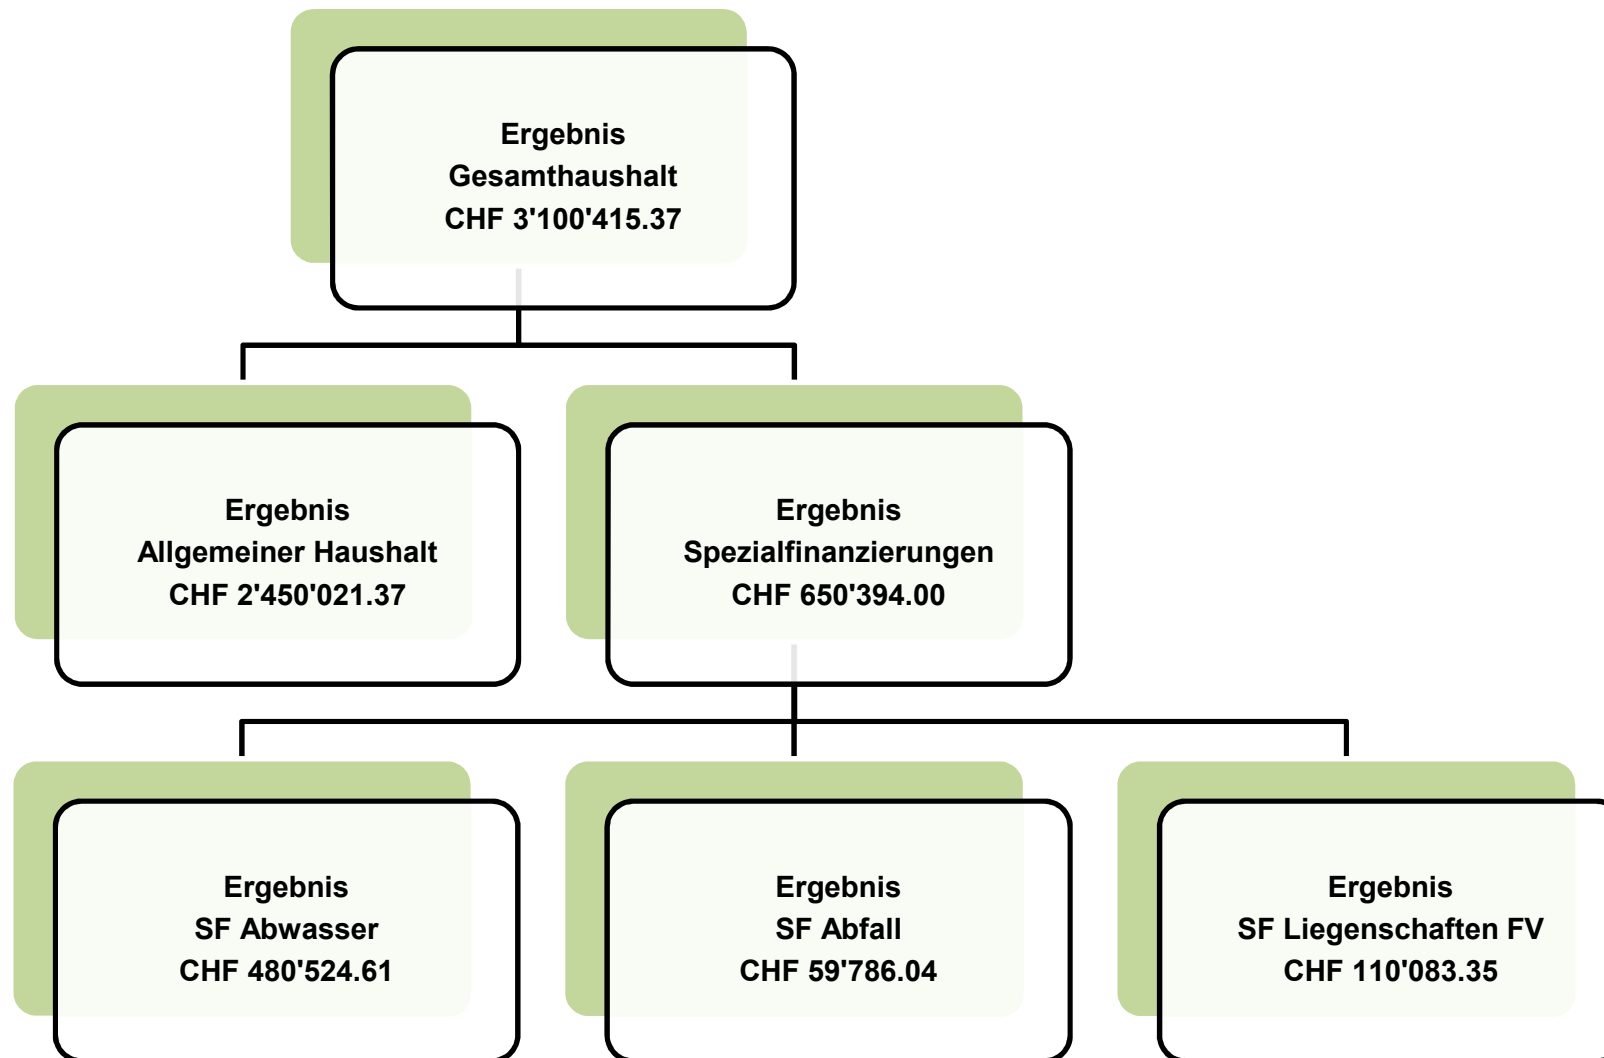 Ergebnis
Gesamthaushalt
CHF 3'100'415.37
Ergebnis
Allgemeiner Haushalt
CHF 2'450'021.37
Ergebnis
Spezialfinanzierungen
CHF 650'394.00
Ergebnis
SF Abwasser
CHF 480'524.61
Ergebnis
SF Abfall
CHF 59'786.04
Ergebnis
SF Liegenschaften FV
CHF 110'083.35